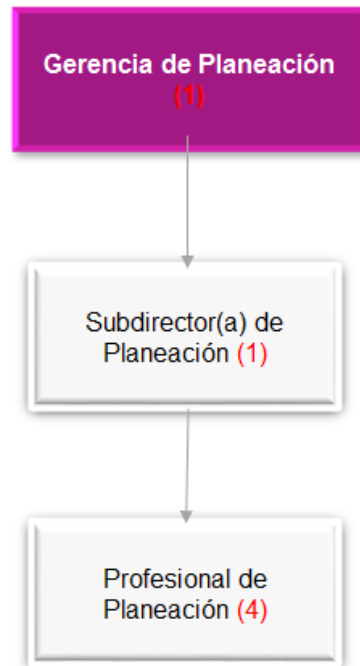 Gerencia de Planeación
(1)
Subdirector(a) de
Planeación (1)
Profesional de
Planeación (4)